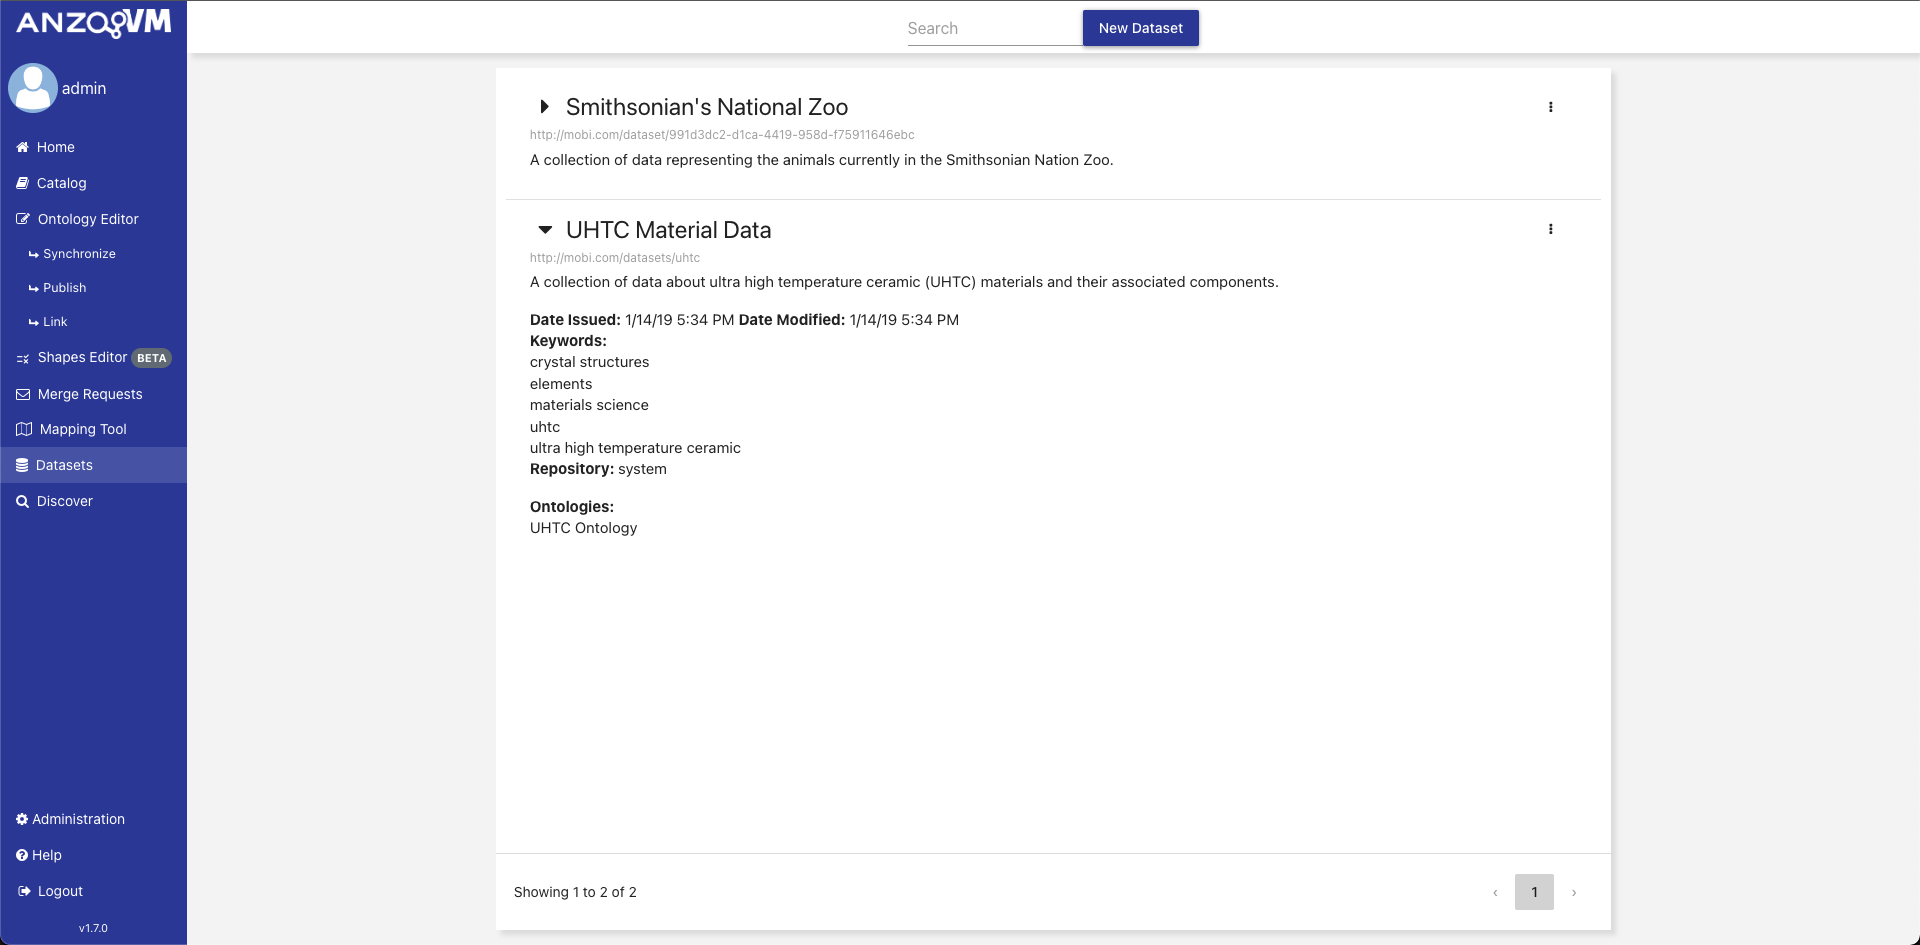 ANZOVM
admin
Home
Catalog
Ontology Editor
Synchronize
Publish
Link
Shapes Editor BETA
Merge Requests
Mapping Tool
Datasets
Discover
Administration
Help
Logout
v1.7.0
Search
New Dataset
Smithsonian's National Zoo
http://mobi.com/dataset/991d3dc2-d1ca-4419-958d-f75911646ebc
A collection of data representing the animals currently in the Smithsonian Nation Zoo.
UHTC Material Data
http://mobi.com/datasets/uhtc
A collection of data about ultra high temperature ceramic (UHTC) materials and their associated components.
Date Issued: 1/14/19 5:34 PM Date Modified: 1/14/19 5:34 PM
Keywords:
crystal structures
elements
materials science
uhtc
ultra high temperature ceramic
Repository: system
Ontologies:
UHTC Ontology
Showing 1 to 2 of 2
‹ 1 ›